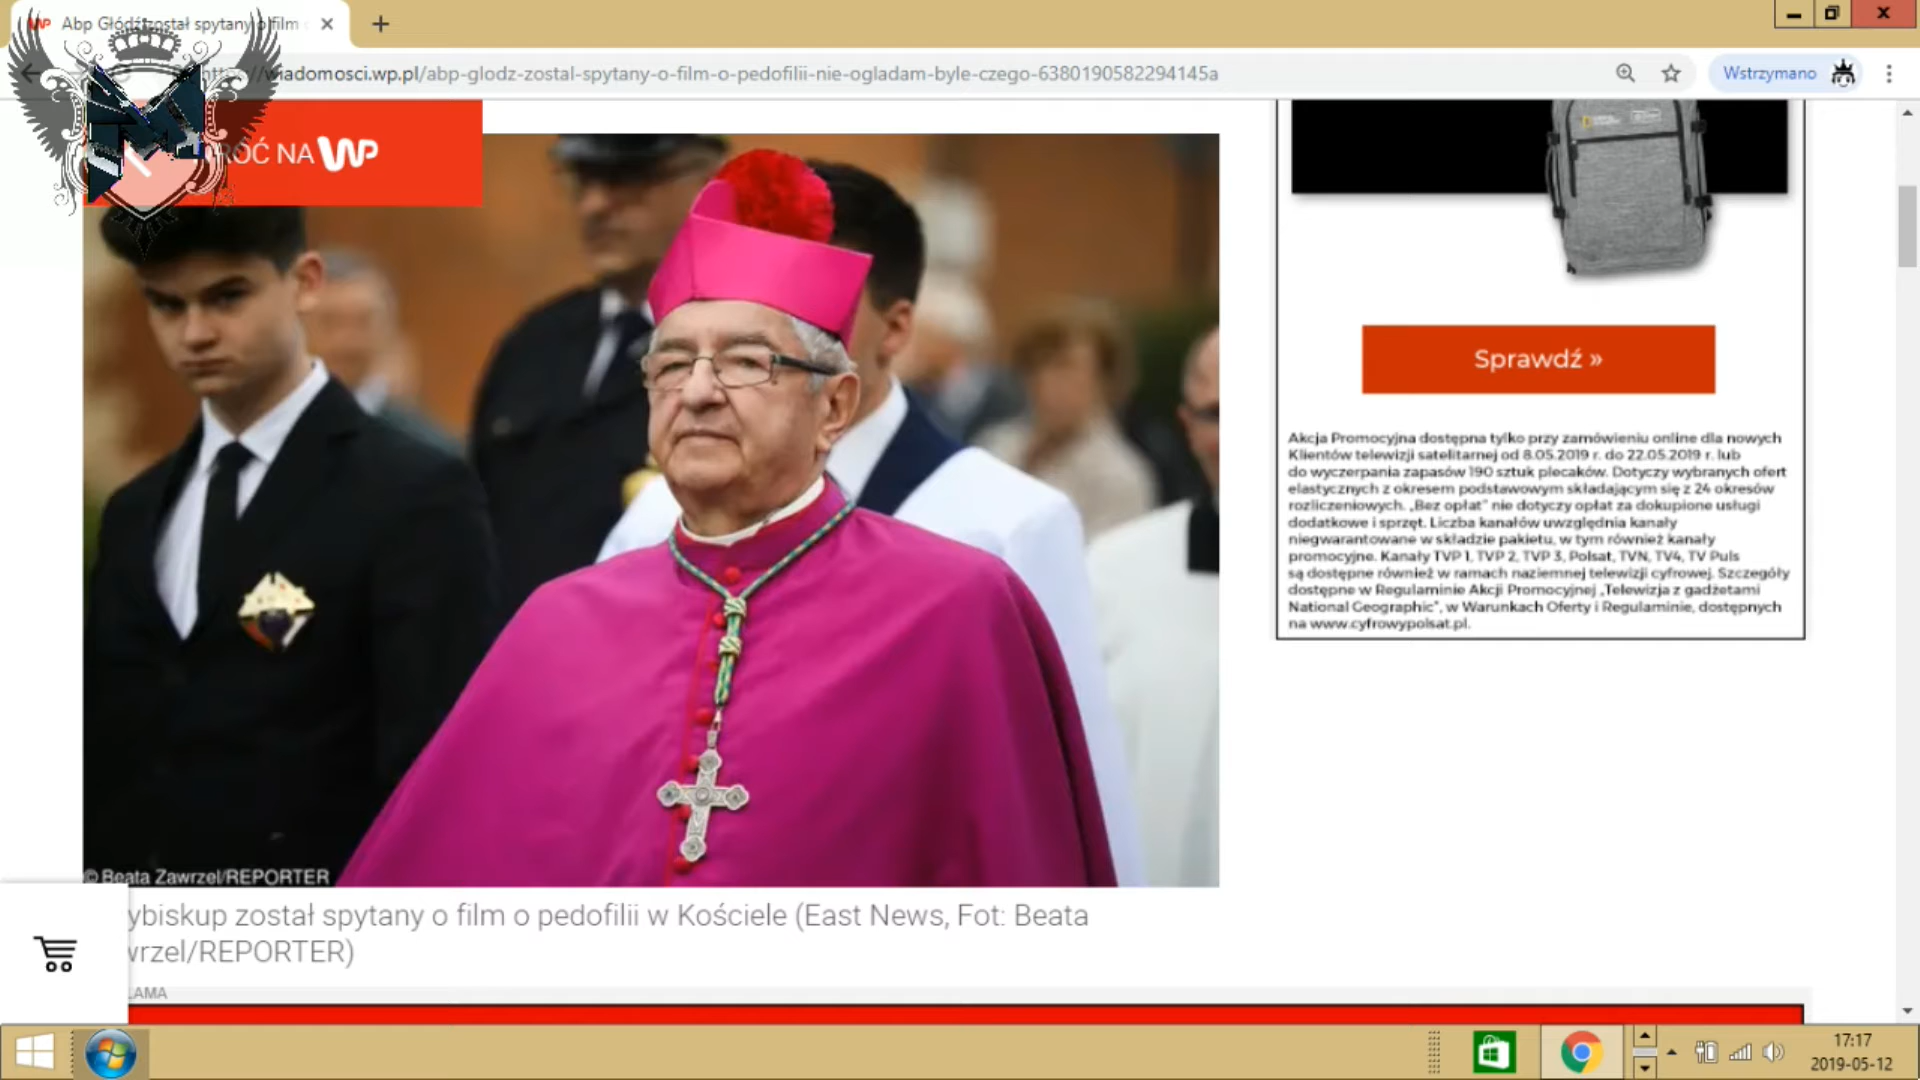 Abp Głódź został spytany o film
wiadomosci.wp.pl/abp-glodz-zostal-spytany-o-film-o-pedofilii-nie-ogladam-byle-czego-6380190582294145a
Wstrzymano
RÓĆ NA WP
Sprawdź »
Akcja Promocyjna dostępna tylko przy zamówieniu online dla nowych
Klientów telewizji satelitarnej od 8.05.2019 r. do 22.05.2019 r. lub
do wyczerpania zapasów 190 sztuk plecaków. Dotyczy wybranych ofert
elastycznych z okresem podstawowym składającym się z 24 okresów
rozliczeniowych. „Bez opłat” nie dotyczy opłat za dokupione usługi
dodatkowe i sprzęt. Liczba kanałów uwzględnia kanały
niegwarantowane w składzie pakietu, w tym również kanały
promocyjne. Kanały TVP 1, TVP 2, TVP 3, Polsat, TVN, TV4, TV Puls
są dostępne również w ramach naziemnej telewizji cyfrowej. Szczegóły
dostępne w Regulaminie Akcji Promocyjnej „Telewizja z gadżetami
National Geographic”, w Warunkach Oferty i Regulaminie, dostępnych
na www.cyfrowypolsat.pl.
© Beata Zawrzel/REPORTER
ybiskup został spytany o film o pedofilii w Kościele (East News, Fot: Beata
wrzel/REPORTER)
LAMA
17:17
2019-05-12